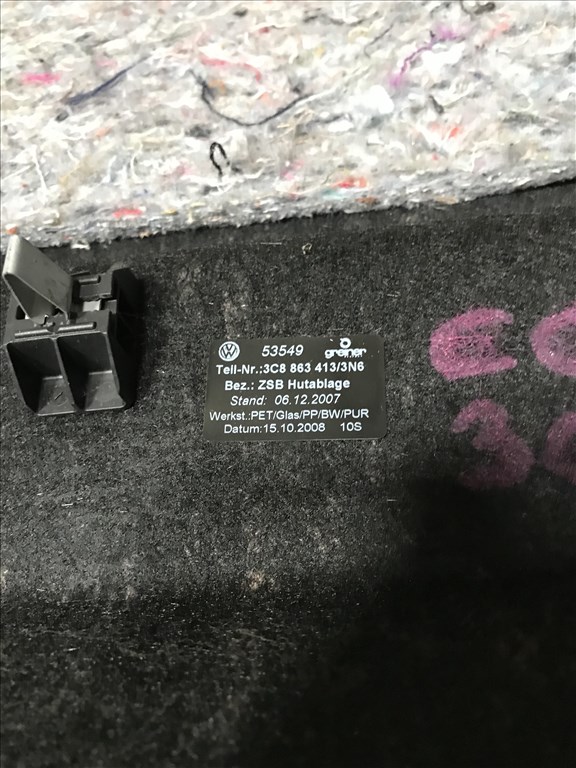 53549 greiner
Teil-Nr.:3C8 863 413/3N6
Bez.: ZSB Hutablage
Stand: 06.12.2007
Werkst.:PET/Glas/PP/BW/PUR
Datum:15.10.2008 10S